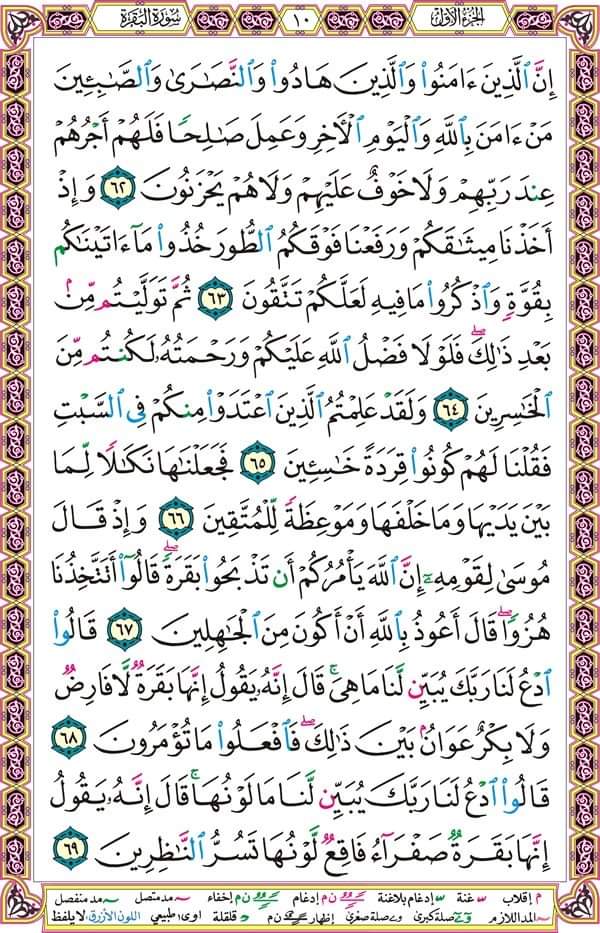 الجزء الأول
١٠
سورة البقرة
إِنَّ ٱلَّذِينَ ءَامَنُوا۟ وَٱلَّذِينَ هَادُوا۟ وَٱلنَّصَـٰرَىٰ وَٱلصَّـٰبِـِٔينَ
مَنْ ءَامَنَ بِٱللَّهِ وَٱلْيَوْمِ ٱلْـَٔاخِرِ وَعَمِلَ صَـٰلِحًا فَلَهُمْ أَجْرُهُمْ
عِندَ رَبِّهِمْ وَلَا خَوْفٌ عَلَيْهِمْ وَلَا هُمْ يَحْزَنُونَ ٦٢ وَإِذْ
أَخَذْنَا مِيثَـٰقَكُمْ وَرَفَعْنَا فَوْقَكُمُ ٱلطُّورَ خُذُوا۟ مَآ ءَاتَيْنَـٰكُم
بِقُوَّةٍ وَٱذْكُرُوا۟ مَا فِيهِ لَعَلَّكُمْ تَتَّقُونَ ٦٣ ثُمَّ تَوَلَّيْتُم مِّنۢ
بَعْدِ ذَٰلِكَ ۖ فَلَوْلَا فَضْلُ ٱللَّهِ عَلَيْكُمْ وَرَحْمَتُهُۥ لَكُنتُم مِّنَ
ٱلْخَـٰسِرِينَ ٦٤ وَلَقَدْ عَلِمْتُمُ ٱلَّذِينَ ٱعْتَدَوْا۟ مِنكُمْ فِى ٱلسَّبْتِ
فَقُلْنَا لَهُمْ كُونُوا۟ قِرَدَةً خَـٰسِـِٔينَ ٦٥ فَجَعَلْنَـٰهَا نَكَـٰلًا لِّمَا
بَيْنَ يَدَيْهَا وَمَا خَلْفَهَا وَمَوْعِظَةً لِّلْمُتَّقِينَ ٦٦ وَإِذْ قَالَ
مُوسَىٰ لِقَوْمِهِۦٓ إِنَّ ٱللَّهَ يَأْمُرُكُمْ أَن تَذْبَحُوا۟ بَقَرَةً ۖ قَالُوٓا۟ أَتَتَّخِذُنَا
هُزُوًا ۖ قَالَ أَعُوذُ بِٱللَّهِ أَنْ أَكُونَ مِنَ ٱلْجَـٰهِلِينَ ٦٧ قَالُوا۟
ٱدْعُ لَنَا رَبَّكَ يُبَيِّن لَّنَا مَا هِىَ ۚ قَالَ إِنَّهُۥ يَقُولُ إِنَّهَا بَقَرَةٌ لَّا فَارِضٌ
وَلَا بِكْرٌ عَوَانٌۢ بَيْنَ ذَٰلِكَ ۖ فَٱفْعَلُوا۟ مَا تُؤْمَرُونَ ٦٨
قَالُوا۟ ٱدْعُ لَنَا رَبَّكَ يُبَيِّن لَّنَا مَا لَوْنُهَا ۚ قَالَ إِنَّهُۥ يَقُولُ
إِنَّهَا بَقَرَةٌ صَفْرَآءُ فَاقِعٌ لَّوْنُهَا تَسُرُّ ٱلنَّـٰظِرِينَ ٦٩
م إقلاب غنة إدغام بلاغنة ن م إدغام ن م إخفاء مد متصل مد منفصل
المد اللازم صلة كبرى صلة صغرى إظهار ن م قلقلة اوى: طبيعي اللون الأزرق: لا يلفظ